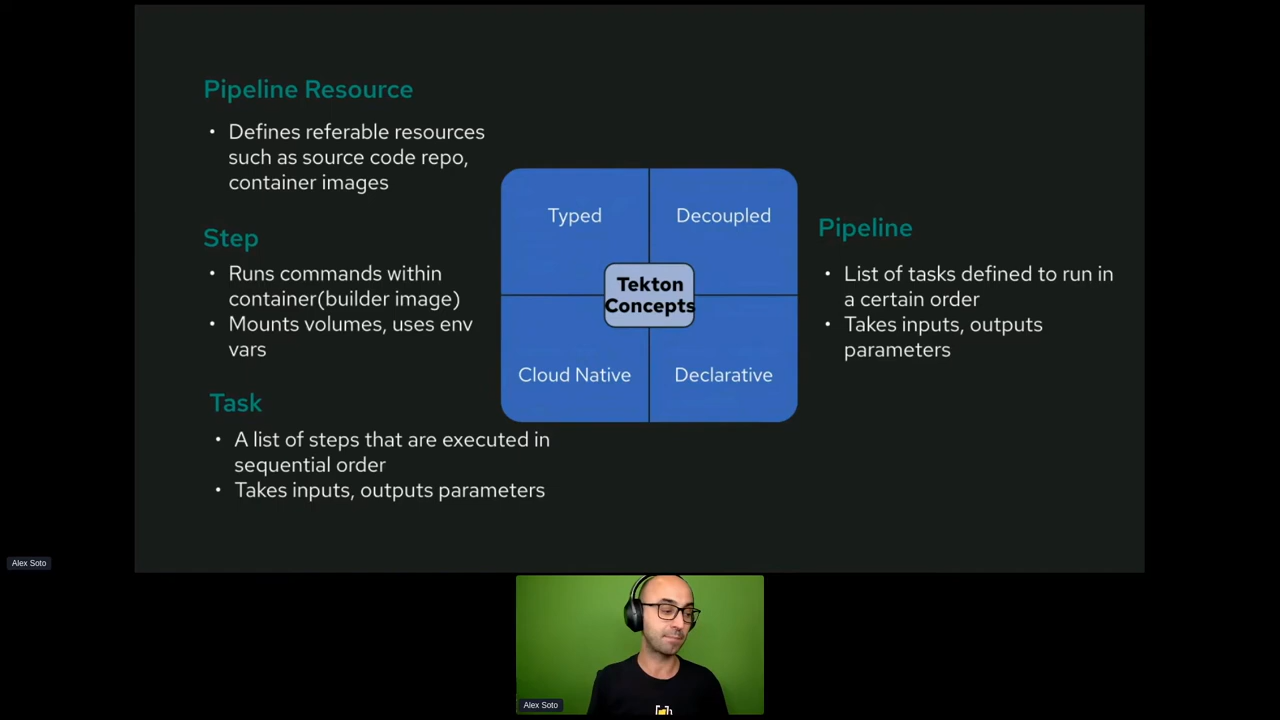 Pipeline Resource
• Defines referable resources
such as source code repo,
container images
Step
• Runs commands within
container(builder image)
• Mounts volumes, uses env
vars
Task
• A list of steps that are executed in
sequential order
• Takes inputs, outputs parameters
Typed
Decoupled
Tekton
Concepts
Cloud Native
Declarative
Pipeline
• List of tasks defined to run in
a certain order
• Takes inputs, outputs
parameters
Alex Soto
Alex Soto